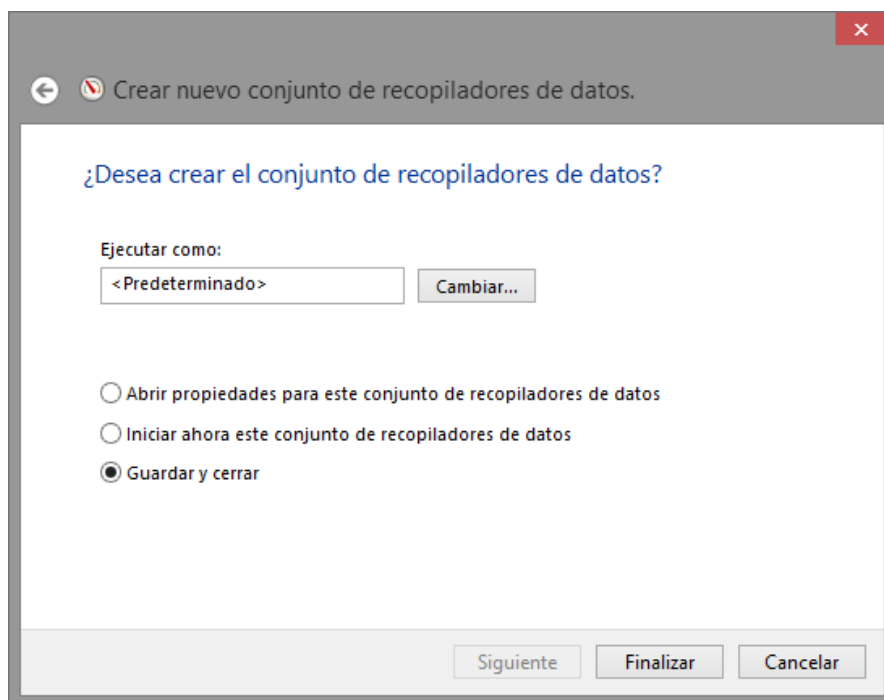 Crear nuevo conjunto de recopiladores de datos.
¿Desea crear el conjunto de recopiladores de datos?
Ejecutar como:
<Predeterminado>
Cambiar...
Abrir propiedades para este conjunto de recopiladores de datos
Iniciar ahora este conjunto de recopiladores de datos
Guardar y cerrar
Siguiente
Finalizar
Cancelar